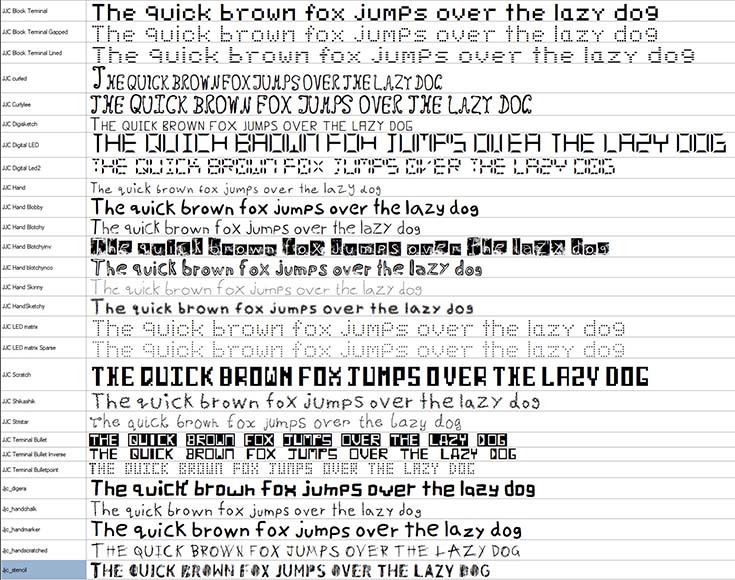 JJC Block Terminal The quick brown fox jumps over the lazy dog
JJC Block Terminal Gapped The quick brown fox jumps over the lazy dog
JJC Block Terminal Lined The quick brown fox jumps over the lazy dog
JJC curled THE QUICK BROWN FOX JUMPS OVER THE LAZY DOG
JJC Curlylee THE QUICK BROWN FOX JUMPS OVER THE LAZY DOG
JJC Digisketch THE QUICK BROWN FOX JUMPS OVER THE LAZY DOG
JJC Digital LED THE QUICK BROWN FOX JUMPS OVER THE LAZY DOG
JJC Digital Led2 THE QUICK BROWN FOX JUMPS OVER THE LAZY DOG
JJC Hand The quick brown fox jumps over the lazy dog
JJC Hand Blobby The quick brown fox jumps over the lazy dog
JJC Hand Blotchy The quick brown fox jumps over the lazy dog
JJC Hand Blotchyinv The quick brown fox jumps over the lazy dog
JJC Hand Blotchynos The quick brown fox jumps over the lazy dog
JJC Hand Skinny The quick brown fox jumps over the lazy dog
JJC HandSketchy The quick brown fox jumps over the lazy dog
JJC LED matrix The quick brown fox jumps over the lazy dog
JJC LED matrix Sparse The quick brown fox jumps over the lazy dog
JJC Scratch THE QUICK BROWN FOX JUMPS OVER THE LAZY DOG
JJC Shikashik The quick brown fox jumps over the lazy dog
JJC Stristar The quick brown fox jumps over the lazy dog
JJC Terminal Bullet THE QUICK BROWN FOX JUMPS OVER THE LAZY DOG
JJC Terminal Bullet Inverse THE QUICK BROWN FOX JUMPS OVER THE LAZY DOG
JJC Terminal Bulletpoint THE QUICK BROWN FOX JUMPS OVER THE LAZY DOG
jjc_digera The quick brown fox jumps over the lazy dog
jjc_handchalk The quick brown fox jumps over the lazy dog
jjc_handmarker The quick brown fox jumps over the lazy dog
jjc_handscratched THE QUICK BROWN FOX JUMPS OVER THE LAZY DOG
jjc_stencil THE QUICK BROWN FOX JUMPS OVER THE LAZY DOG